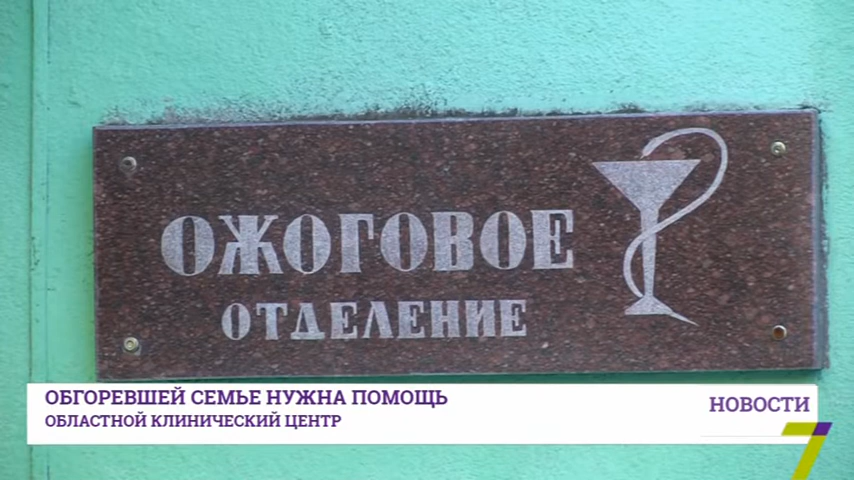 ОЖОГОВОЕ
ОТДЕЛЕНИЕ
ОБГОРЕВШЕЙ СЕМЬЕ НУЖНА ПОМОЩЬ
ОБЛАСТНОЙ КЛИНИЧЕСКИЙ ЦЕНТР
НОВОСТИ
7